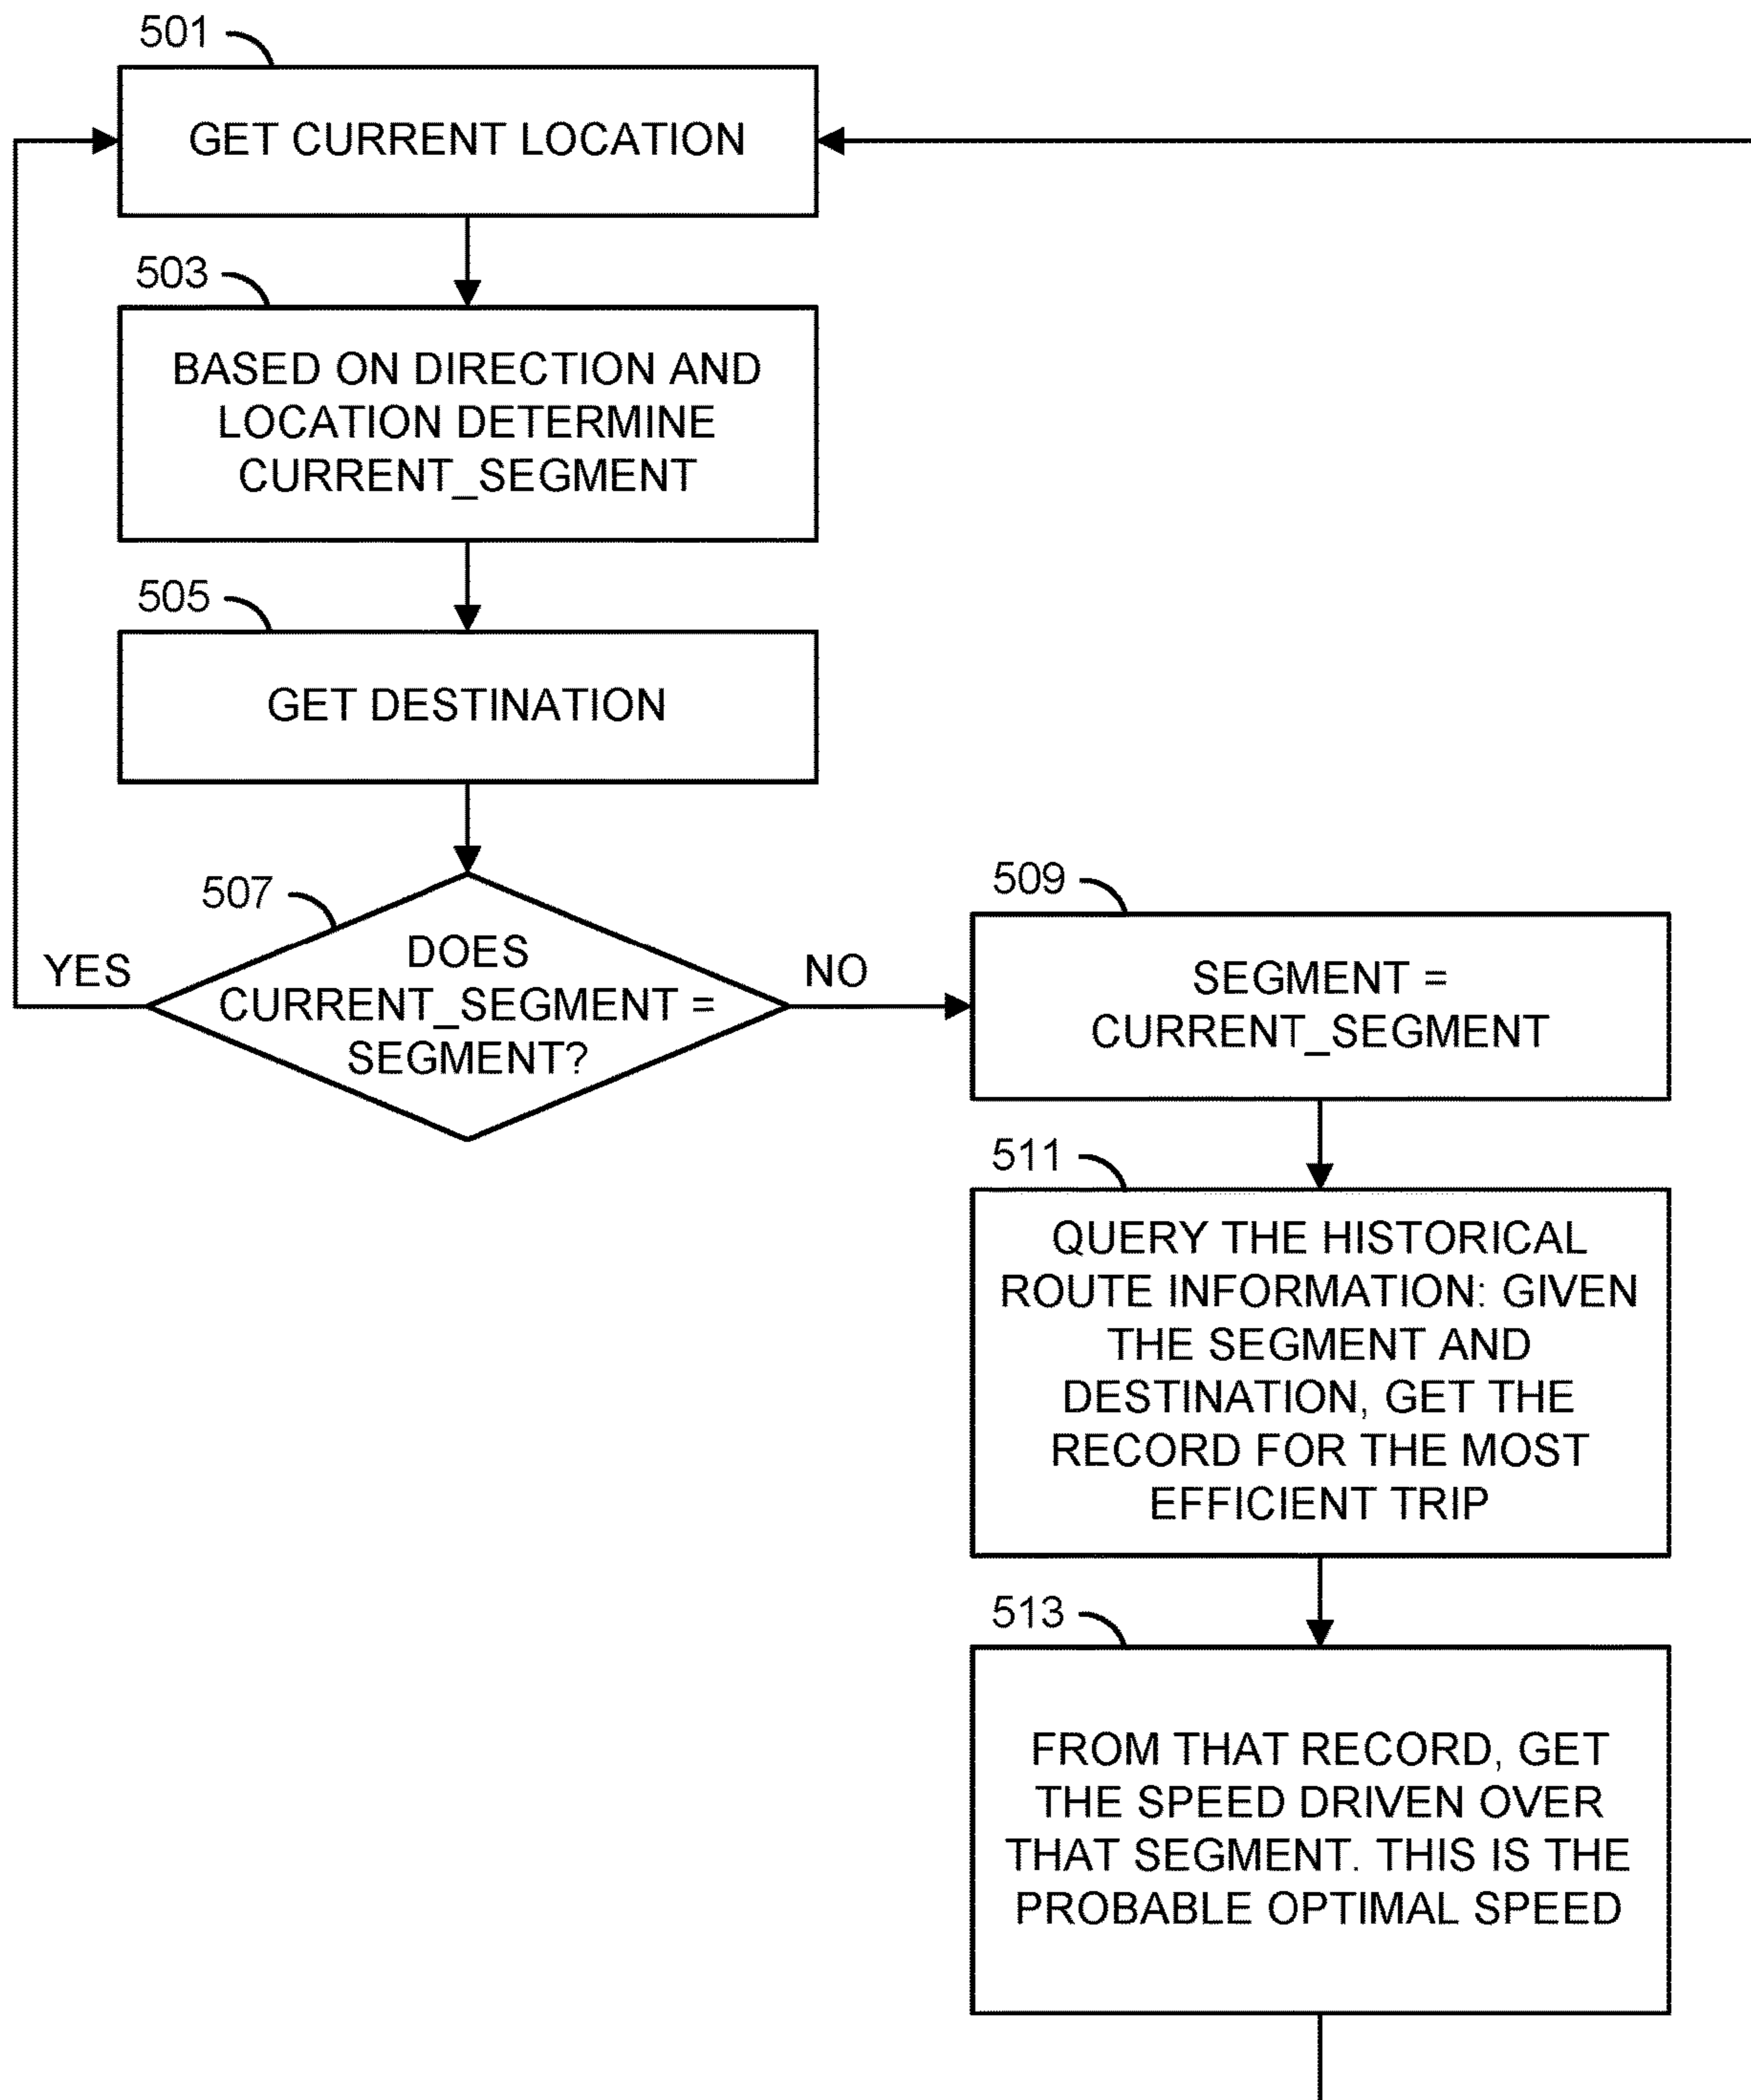 501
GET CURRENT LOCATION
503
BASED ON DIRECTION AND
LOCATION DETERMINE
CURRENT_SEGMENT
505
GET DESTINATION
507
DOES
CURRENT_SEGMENT =
SEGMENT?
YES
NO
509
SEGMENT =
CURRENT_SEGMENT
511
QUERY THE HISTORICAL
ROUTE INFORMATION: GIVEN
THE SEGMENT AND
DESTINATION, GET THE
RECORD FOR THE MOST
EFFICIENT TRIP
513
FROM THAT RECORD, GET
THE SPEED DRIVEN OVER
THAT SEGMENT. THIS IS THE
PROBABLE OPTIMAL SPEED